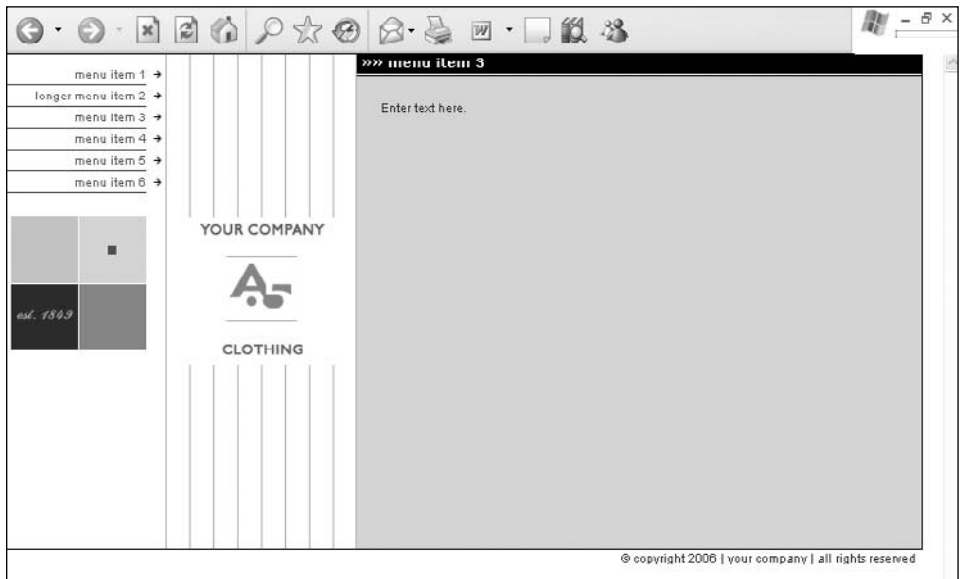 »» menu item 3
menu item 1 →
longer menu item 2 →
menu item 3 →
menu item 4 →
menu item 5 →
menu item 6 →
Enter text here.
YOUR COMPANY
A5
CLOTHING
est. 1849
© copyright 2006 | your company | all rights reserved